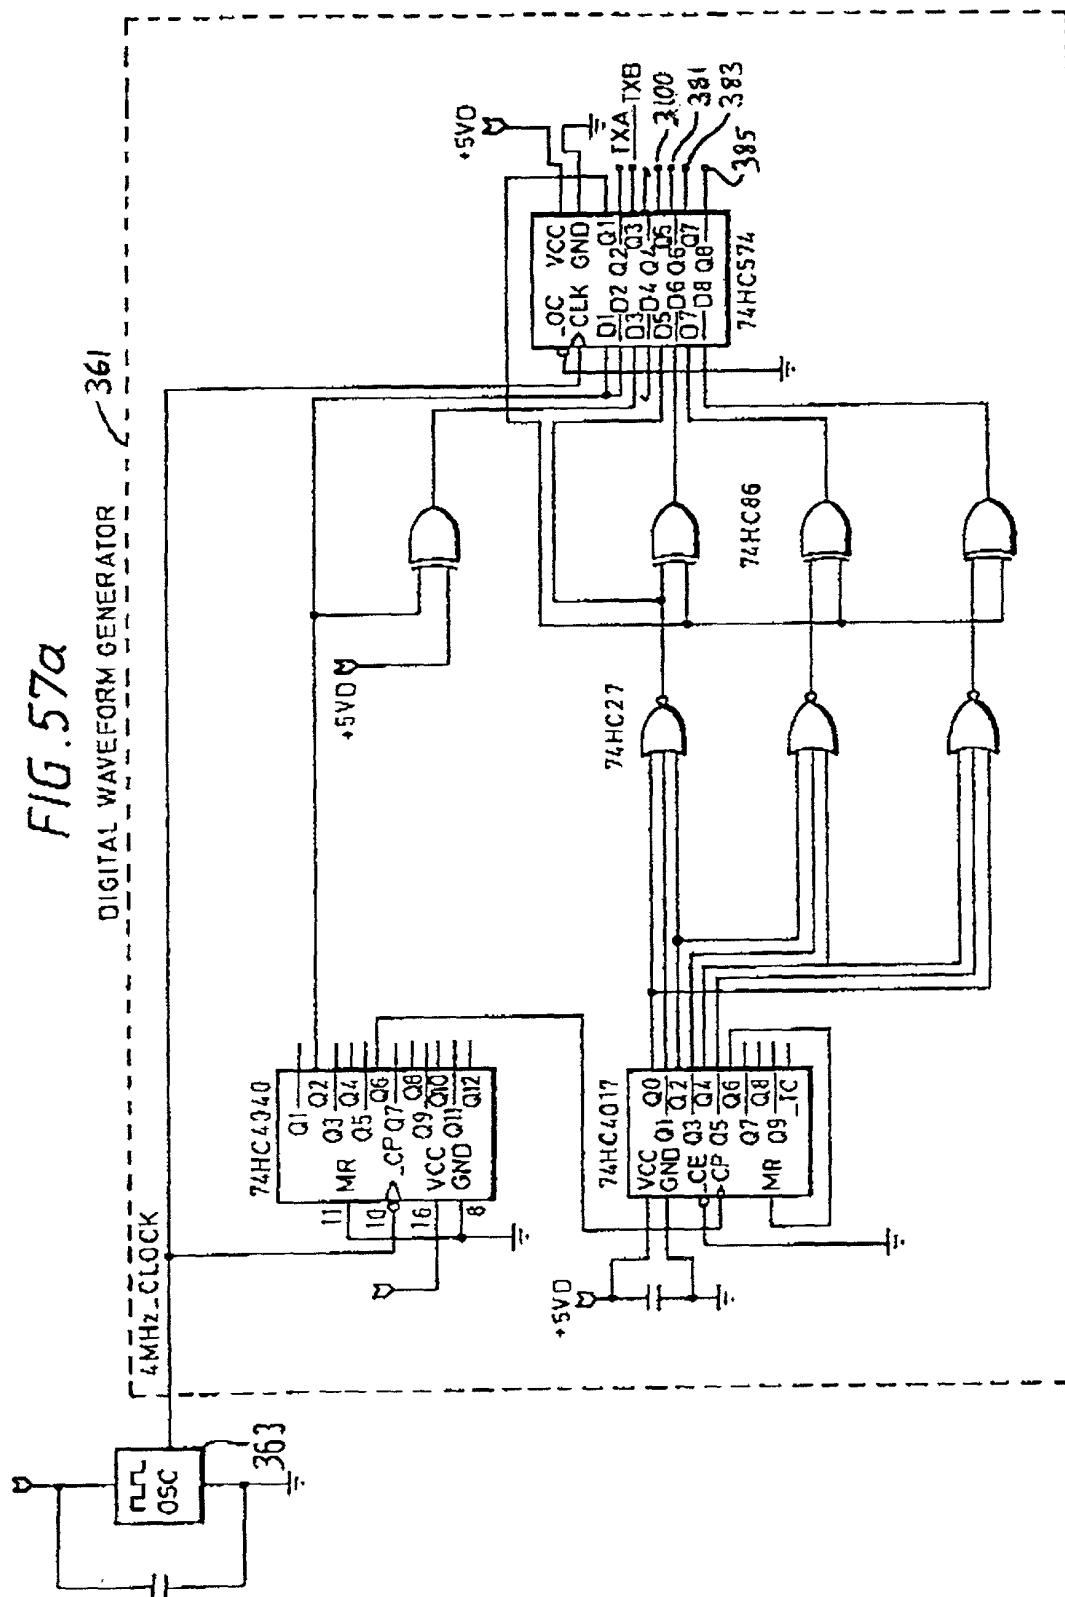 FIG. 57a
DIGITAL WAVEFORM GENERATOR
361
4MHz_CLOCK
OSC
363
74HC4040
11
MR
10
_CP
16
VCC
8
GND
Q1
Q2
Q3
Q4
Q5
Q6
Q7
Q8
Q9
Q10
Q11
Q12
+5VD
+5VD
74HC4017
VCC
GND
_CE
CP
MR
Q0
Q1
Q2
Q3
Q4
Q5
Q6
Q7
Q8
Q9
_TC
74HC27
74HC86
+5VD
_OC
VCC
CLK
GND
D1
Q1
D2
Q2
D3
Q3
D4
Q4
D5
Q5
D6
Q6
D7
Q7
D8
Q8
74HC574
TXA
TXB
3100
381
383
385